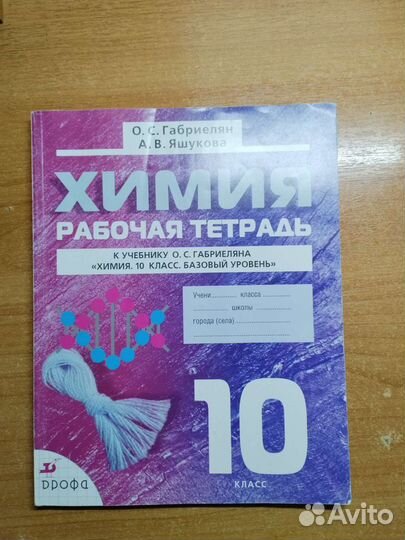 О. С. Габриелян
А. В. Яшукова
ХИМИЯ
РАБОЧАЯ ТЕТРАДЬ
К УЧЕБНИКУ О. С. ГАБРИЕЛЯНА
«ХИМИЯ. 10 КЛАСС. БАЗОВЫЙ УРОВЕНЬ»
Учени............ класса ............
............ школы ............
города (села) ............
10
КЛАСС
ДРОФА
Avito